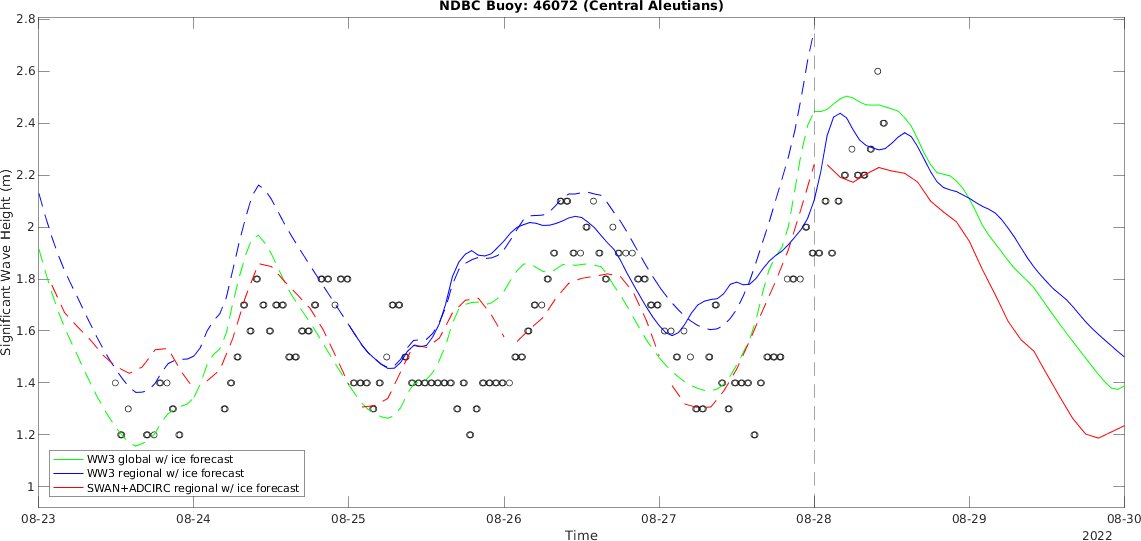 NDBC Buoy: 46072 (Central Aleutians)
2.8
2.6
2.4
2.2
2
1.8
1.6
1.4
1.2
1
Significant Wave Height (m)
WW3 global w/ ice forecast
WW3 regional w/ ice forecast
SWAN+ADCIRC regional w/ ice forecast
08-23 08-24 08-25 08-26 08-27 08-28 08-29 08-30
Time
2022